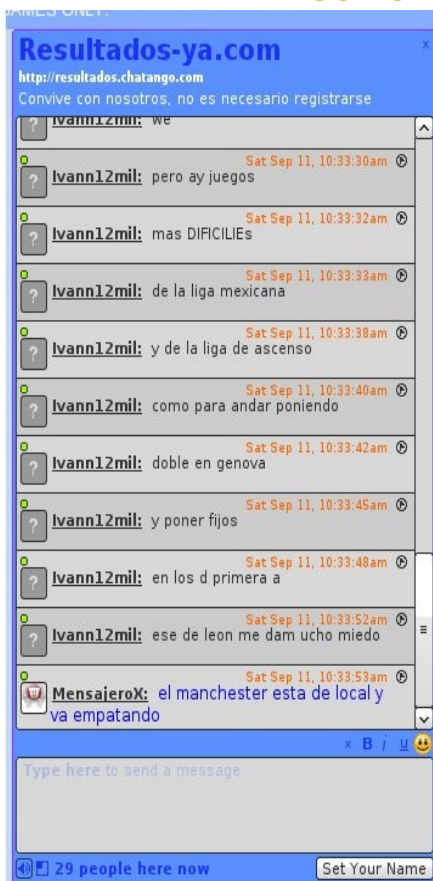 GAMES ONLY!
Resultados-ya.com
x
http://resultados.chatango.com
Convive con nosotros, no es necesario registrarse
? Ivann12mil: we
Sat Sep 11, 10:33:30am
? Ivann12mil: pero ay juegos
Sat Sep 11, 10:33:32am
? Ivann12mil: mas DIFICILIEs
Sat Sep 11, 10:33:33am
? Ivann12mil: de la liga mexicana
Sat Sep 11, 10:33:38am
? Ivann12mil: y de la liga de ascenso
Sat Sep 11, 10:33:40am
? Ivann12mil: como para andar poniendo
Sat Sep 11, 10:33:42am
? Ivann12mil: doble en genova
Sat Sep 11, 10:33:45am
? Ivann12mil: y poner fijos
Sat Sep 11, 10:33:48am
? Ivann12mil: en los d primera a
Sat Sep 11, 10:33:52am
? Ivann12mil: ese de leon me dam ucho miedo
Sat Sep 11, 10:33:53am
MensajeroX: el manchester esta de local y
va empatando
x B i u
Type here to send a message
29 people here now
Set Your Name